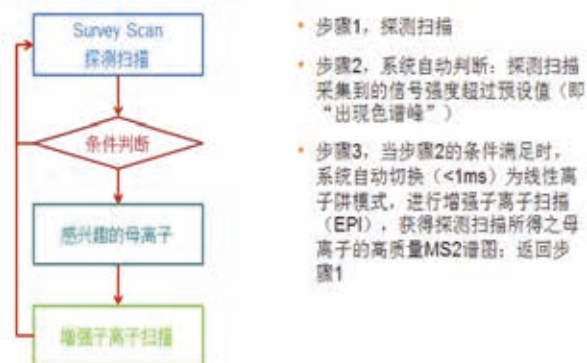 Survey Scan
探测扫描
条件判断
感兴趣的母离子
增强子离子扫描
• 步骤1，探测扫描
• 步骤2，系统自动判断：探测扫描
采集到的信号强度超过预设值（即
“出现色谱峰”）
• 步骤3，当步骤2的条件满足时，
系统自动切换（<1ms）为线性离
子阱模式，进行增强子离子扫描
（EPI），获得探测扫描所得之母
离子的高质量MS2谱图；返回步
骤1